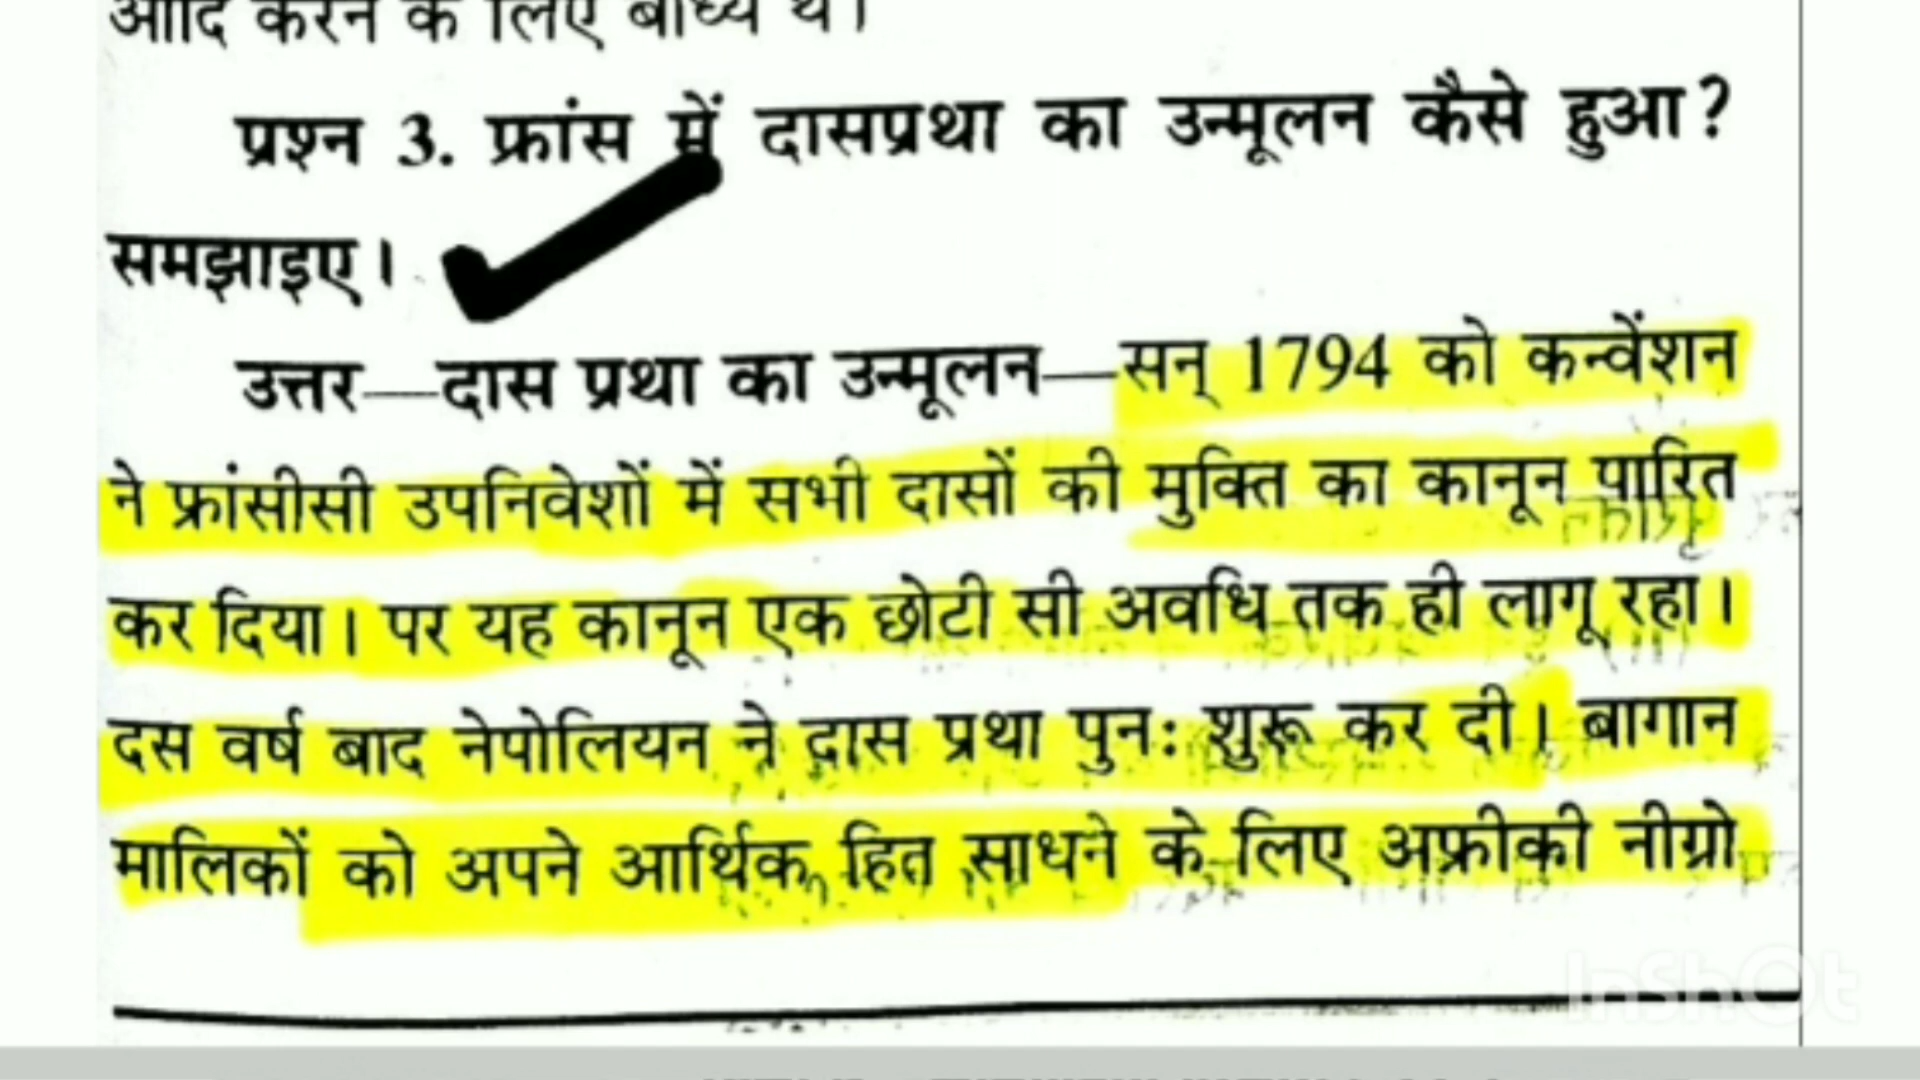 आदि करने के लिए बाध्य थे।
प्रश्न 3. फ्रांस में दासप्रथा का उन्मूलन कैसे हुआ?
समझाइए।
उत्तर—दास प्रथा का उन्मूलन—सन् 1794 को कन्वेंशन
ने फ्रांसीसी उपनिवेशों में सभी दासों की मुक्ति का कानून पारित
कर दिया। पर यह कानून एक छोटी सी अवधि तक ही लागू रहा।
दस वर्ष बाद नेपोलियन ने दास प्रथा पुनः शुरू कर दी। बागान
मालिकों को अपने आर्थिक हित साधने के लिए अफ्रीकी नीग्रो
InShOt